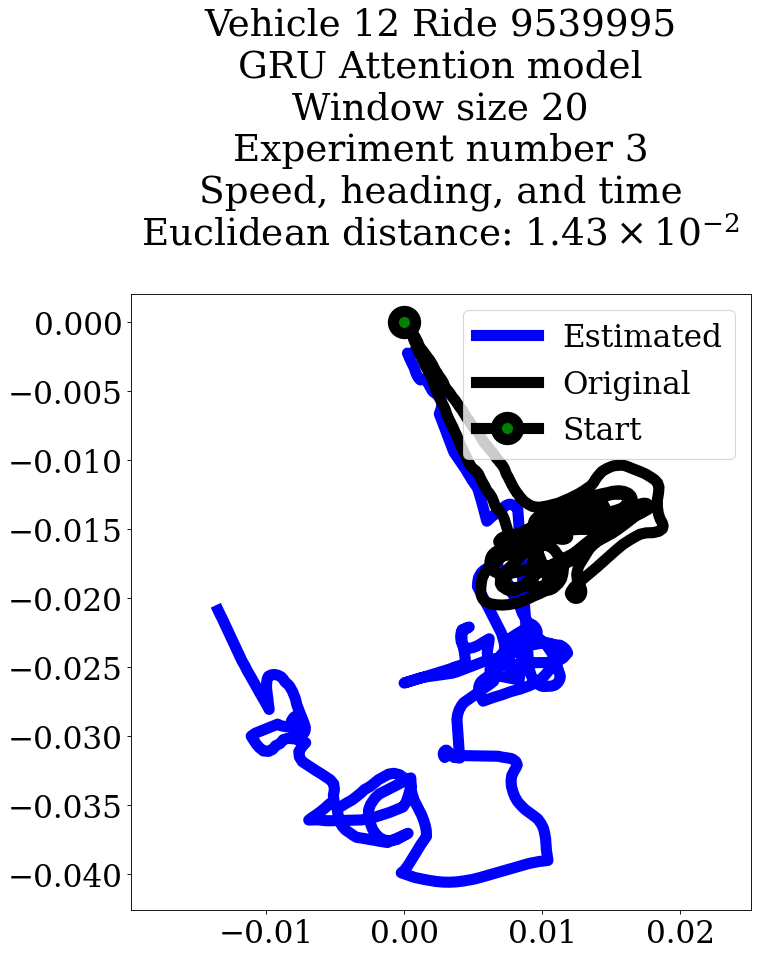 Vehicle 12 Ride 9539995
GRU Attention model
Window size 20
Experiment number 3
Speed, heading, and time
Euclidean distance: 1.43 × 10⁻²
Estimated
Original
Start
0.000
−0.005
−0.010
−0.015
−0.020
−0.025
−0.030
−0.035
−0.040
−0.01 0.00 0.01 0.02